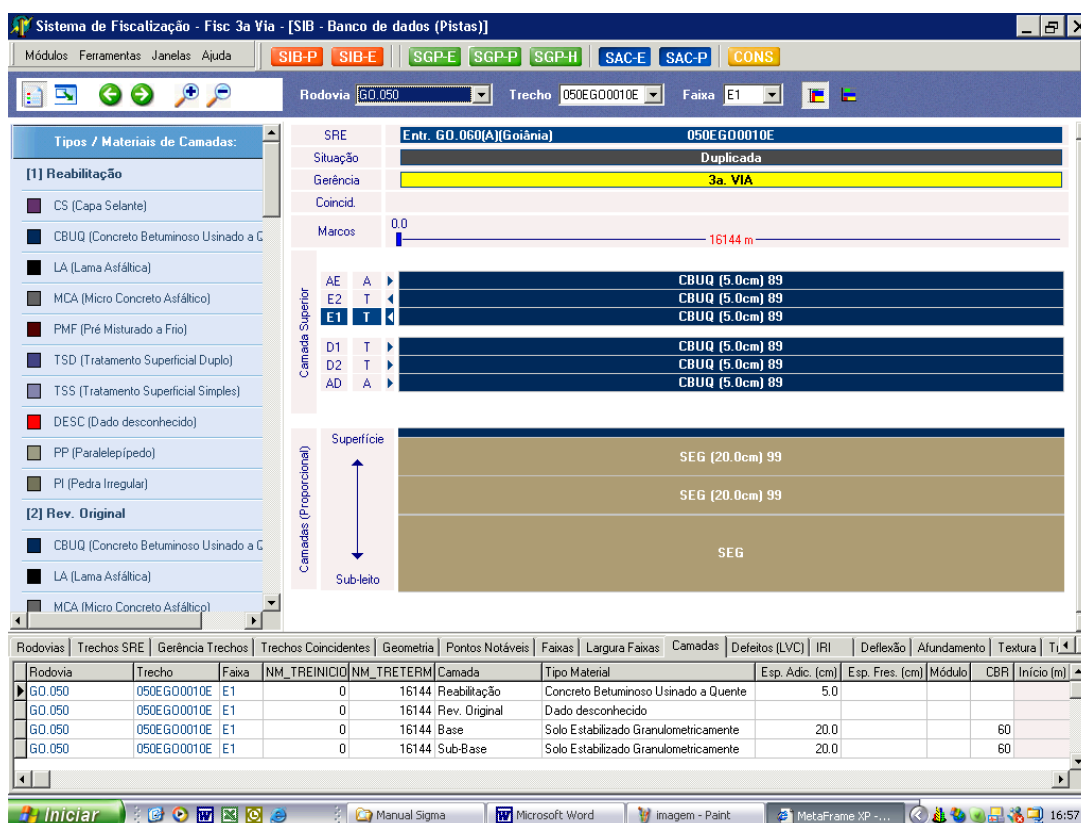 Sistema de Fiscalização - Fisc 3a Via - [SIB - Banco de dados (Pistas)]
Módulos Ferramentas Janelas Ajuda SIB-P SIB-E SGP-E SGP-P SGP-H SAC-E SAC-P CONS
Rodovia GO.050 Trecho 050EGO0010E Faixa E1
Tipos / Materiais de Camadas:
[1] Reabilitação
CS (Capa Selante)
CBUQ (Concreto Betuminoso Usinado a Q
LA (Lama Asfáltica)
MCA (Micro Concreto Asfáltico)
PMF (Pré Misturado a Frio)
TSD (Tratamento Superficial Duplo)
TSS (Tratamento Superficial Simples)
DESC (Dado desconhecido)
PP (Paralelepípedo)
PI (Pedra Irregular)
[2] Rev. Original
CBUQ (Concreto Betuminoso Usinado a Q
LA (Lama Asfáltica)
MCA (Micro Concreto Asfáltico)
SRE Entr. GO.060(A)(Goiânia) 050EGO0010E
Situação Duplicada
Gerência 3a. VIA
Coincid.
Marcos 0.0 16144 m
Camada Superior
AE A CBUQ (5.0cm) 89
E2 T CBUQ (5.0cm) 89
E1 T CBUQ (5.0cm) 89
D1 T CBUQ (5.0cm) 89
D2 T CBUQ (5.0cm) 89
AD A CBUQ (5.0cm) 89
Camadas (Proporcional)
Superfície
SEG (20.0cm) 99
SEG (20.0cm) 99
SEG
Sub-leito
Rodovias Trechos SRE Gerência Trechos Trechos Coincidentes Geometria Pontos Notáveis Faixas Largura Faixas Camadas Defeitos (LVC) IRI Deflexão Afundamento Textura
Rodovia Trecho Faixa NM_TREINICIO NM_TRETERM Camada Tipo Material Esp. Adic. (cm) Esp. Fres. (cm) Módulo CBR Início (m)
GO.050 050EGO0010E E1 0 16144 Reabilitação Concreto Betuminoso Usinado a Quente 5.0
GO.050 050EGO0010E E1 0 16144 Rev. Original Dado desconhecido
GO.050 050EGO0010E E1 0 16144 Base Solo Estabilizado Granulometricamente 20.0 60
GO.050 050EGO0010E E1 0 16144 Sub-Base Solo Estabilizado Granulometricamente 20.0 60
Iniciar Manual Sigma Microsoft Word imagem - Paint MetaFrame XP -... 16:57